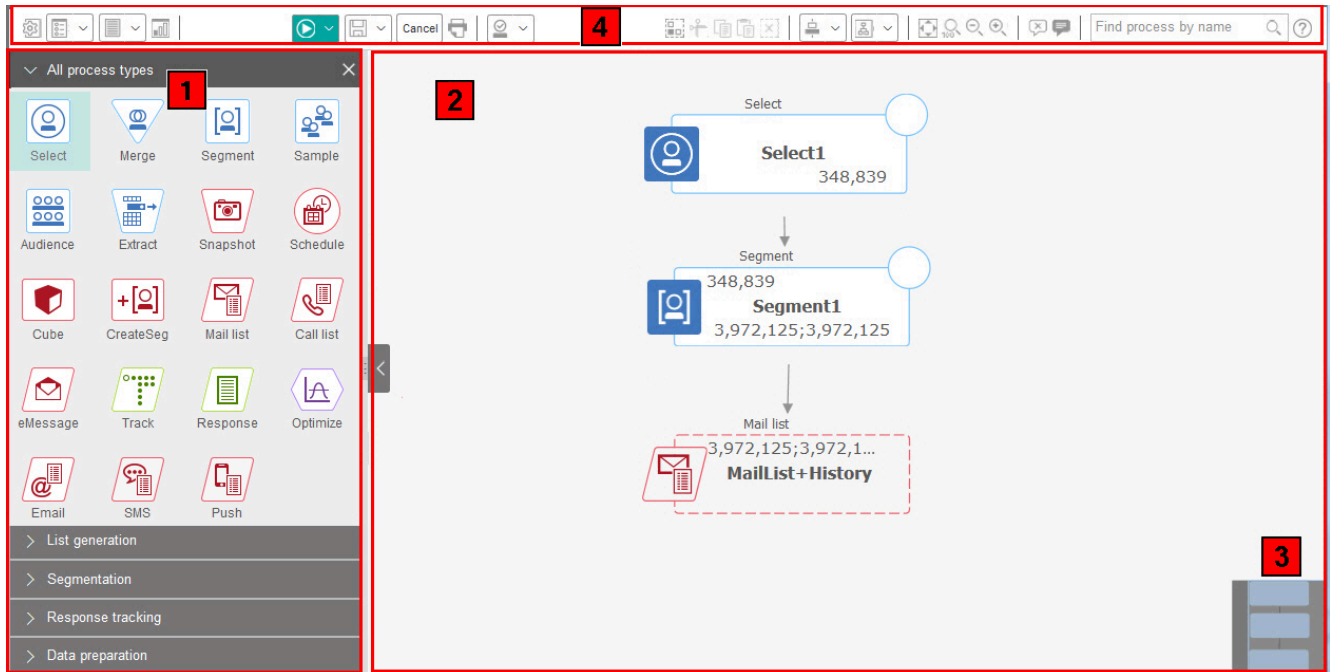 Cancel
4
Find process by name
100
All process types
1
Select
Merge
Segment
Sample
Audience
Extract
Snapshot
Schedule
Cube
CreateSeg
Mail list
Call list
eMessage
Track
Response
Optimize
Email
SMS
Push
List generation
Segmentation
Response tracking
Data preparation
2
Select
Select1
348,839
Segment
348,839
Segment1
3,972,125;3,972,125
Mail list
3,972,125;3,972,1...
MailList+History
3